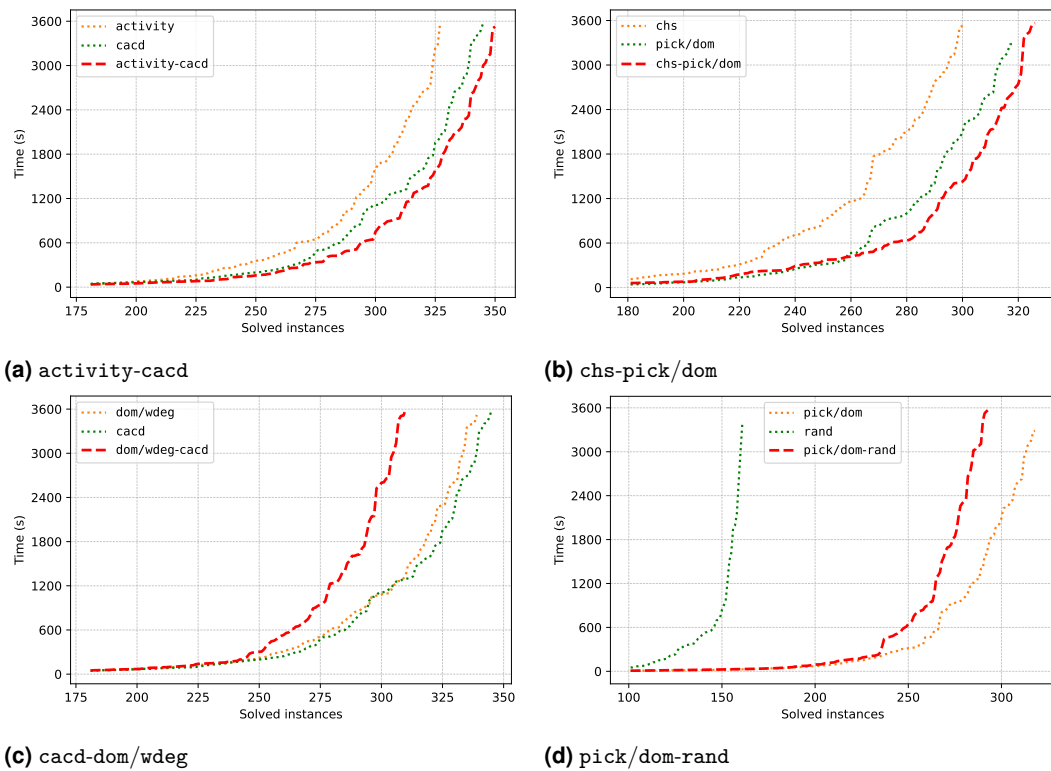 activity
cacd
activity-cacd
Time (s)
3600
3000
2400
1800
1200
600
0
175 200 225 250 275 300 325 350
Solved instances
(a) activity-cacd
chs
pick/dom
chs-pick/dom
Time (s)
3600
3000
2400
1800
1200
600
0
180 200 220 240 260 280 300 320
Solved instances
(b) chs-pick/dom
dom/wdeg
cacd
dom/wdeg-cacd
Time (s)
3600
3000
2400
1800
1200
600
0
175 200 225 250 275 300 325 350
Solved instances
(c) cacd-dom/wdeg
pick/dom
rand
pick/dom-rand
Time (s)
3600
3000
2400
1800
1200
600
0
100 150 200 250 300
Solved instances
(d) pick/dom-rand